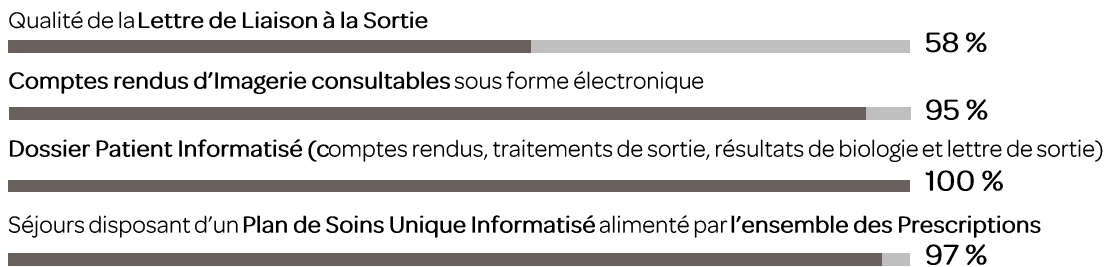 Qualité de la Lettre de Liaison à la Sortie
58 %
Comptes rendus d'Imagerie consultables sous forme électronique
95 %
Dossier Patient Informatisé (comptes rendus, traitements de sortie, résultats de biologie et lettre de sortie)
100 %
Séjours disposant d'un Plan de Soins Unique Informatisé alimenté par l'ensemble des Prescriptions
97 %